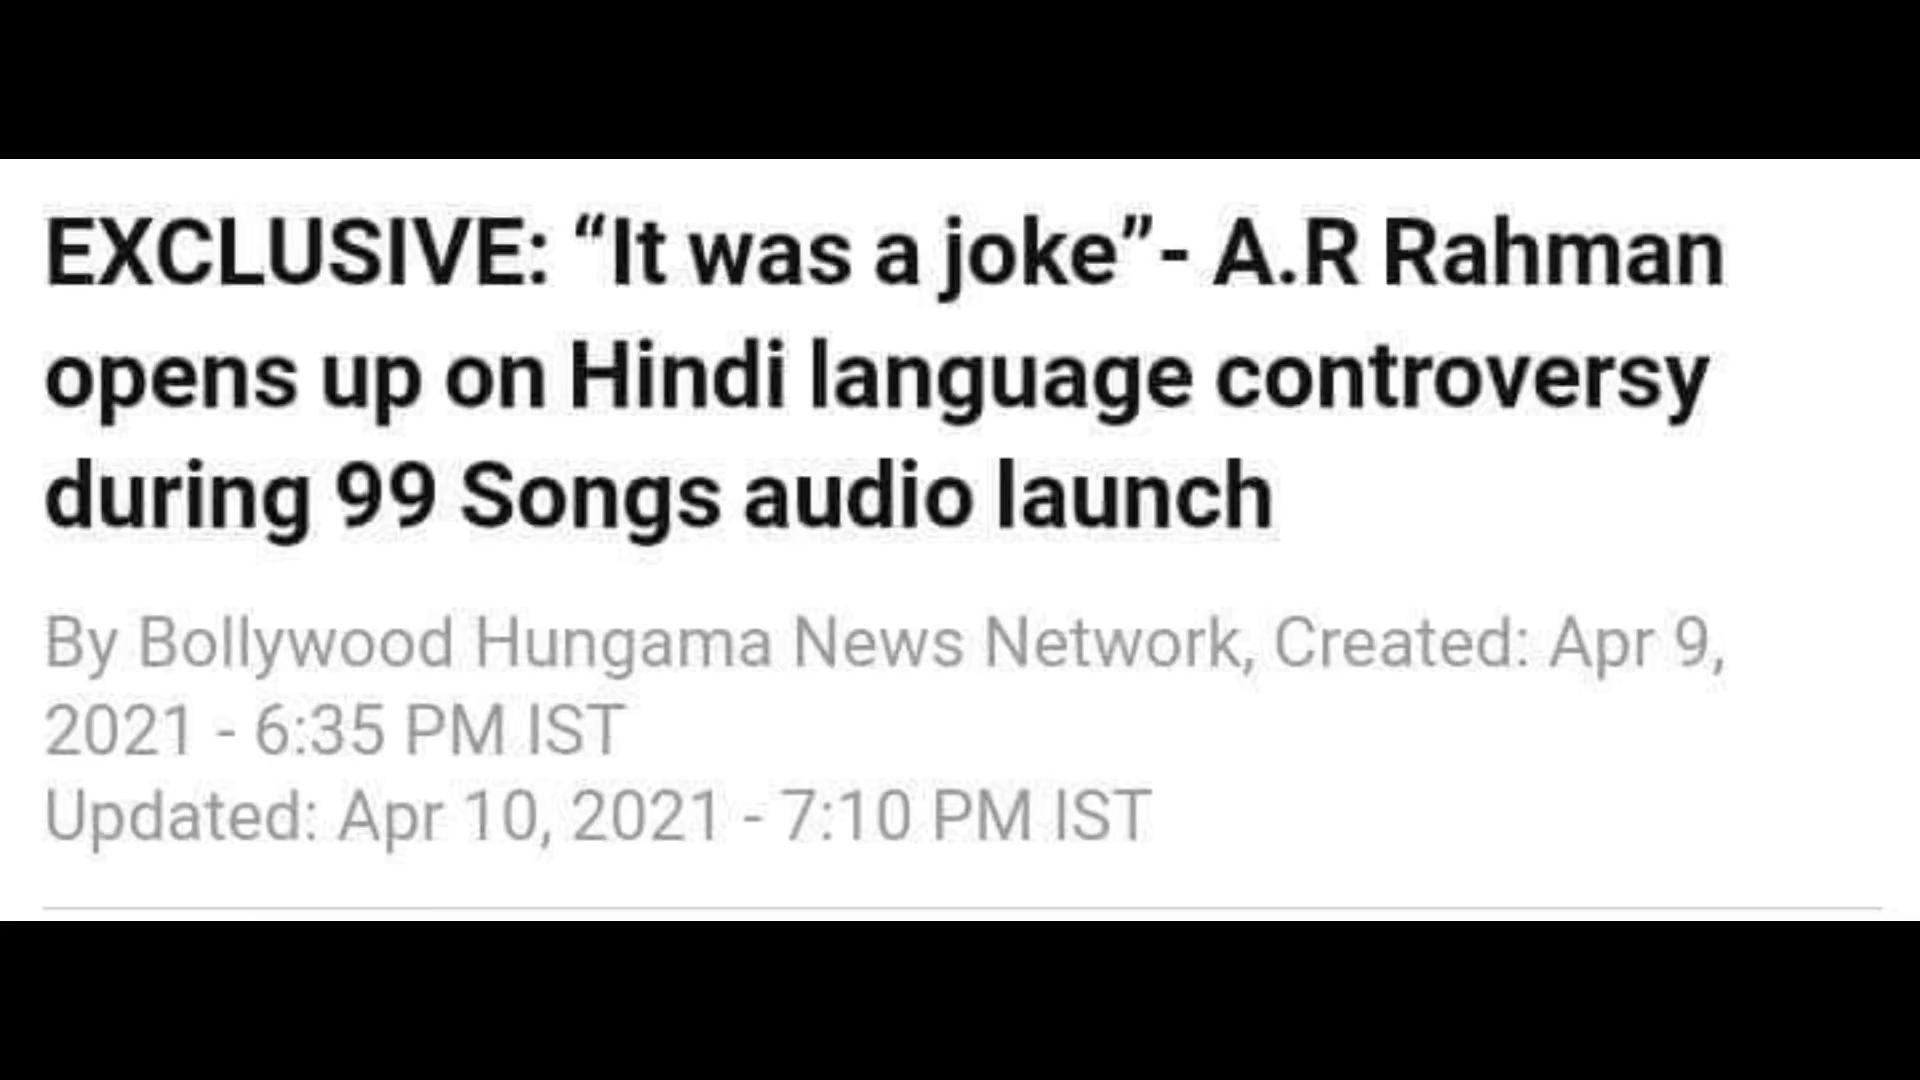 EXCLUSIVE: “It was a joke”- A.R Rahman
opens up on Hindi language controversy
during 99 Songs audio launch
By Bollywood Hungama News Network, Created: Apr 9,
2021 - 6:35 PM IST
Updated: Apr 10, 2021 - 7:10 PM IST